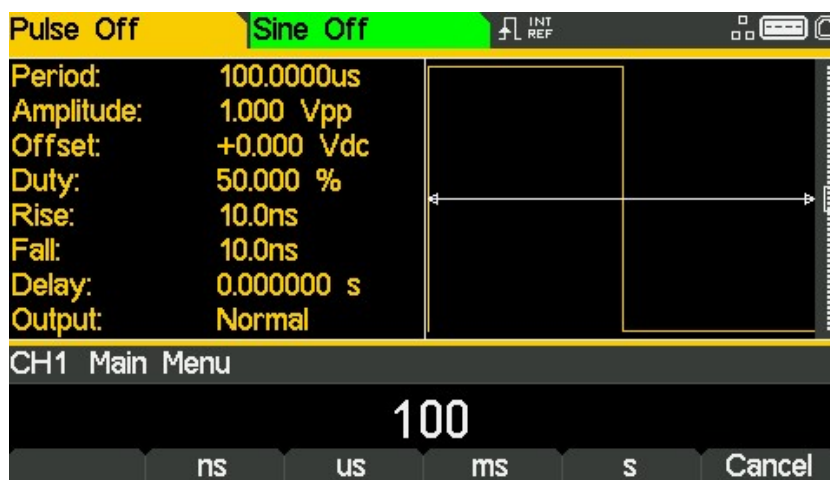 Pulse Off Sine Off INT REF
Period: 100.0000us
Amplitude: 1.000 Vpp
Offset: +0.000 Vdc
Duty: 50.000 %
Rise: 10.0ns
Fall: 10.0ns
Delay: 0.000000 s
Output: Normal
CH1 Main Menu
100
ns us ms s Cancel